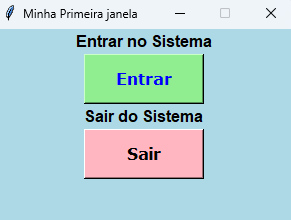 Minha Primeira janela
Entrar no Sistema
Entrar
Sair do Sistema
Sair